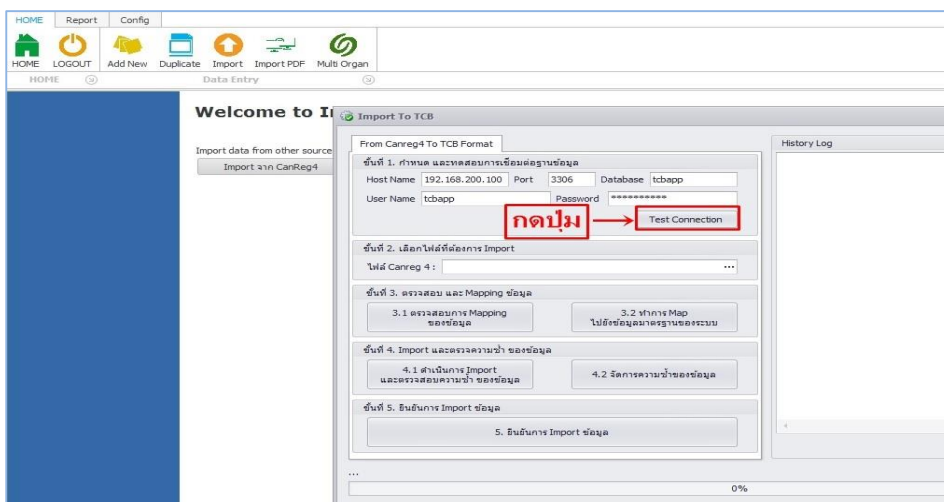 HOME Report Config
HOME LOGOUT Add New Duplicate Import Import PDF Multi Organ
HOME Data Entry
Import To TCB
From Canreg4 To TCB Format
History Log
Import data from other source
Import จาก CanReg4
ขั้นที่ 1. กำหนด และทดสอบการเชื่อมต่อฐานข้อมูล
Host Name 192.168.200.100 Port 3306 Database tcbapp
User Name tcbapp Password **********
กดปุ่ม Test Connection
ขั้นที่ 2. เลือกไฟล์ที่ต้องการ Import
ไฟล์ Canreg 4 : ...
ขั้นที่ 3. ตรวจสอบ และ Mapping ข้อมูล
3.1 ตรวจสอบการ Mapping
ของข้อมูล
3.2 ทำการ Map
ไปยังข้อมูลมาตรฐานของระบบ
ขั้นที่ 4. Import และตรวจความซ้ำ ของข้อมูล
4.1 ดำเนินการ Import
และตรวจสอบความซ้ำ ของข้อมูล
4.2 จัดการความซ้ำของข้อมูล
ขั้นที่ 5. ยืนยันการ Import ข้อมูล
5. ยืนยันการ Import ข้อมูล
...
0%
Welcome to